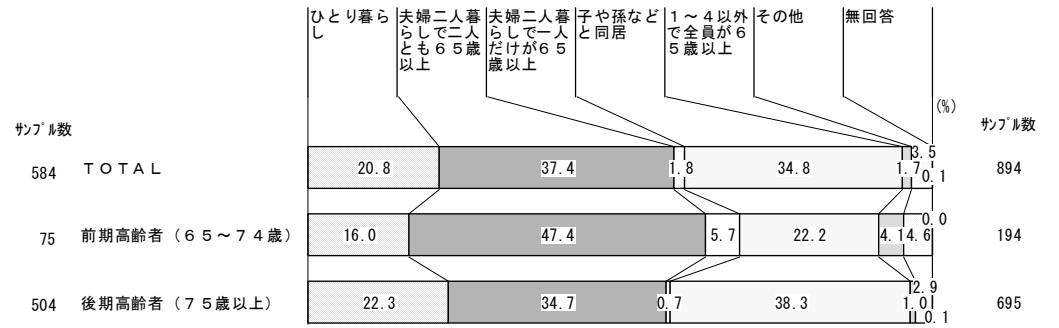 ひとり暮ら
し
夫婦二人暮
らしで二人
とも６５歳
以上
夫婦二人暮
らしで一人
だけが６５
歳以上
子や孫など
と同居
１～４以外
で全員が６
５歳以上
その他
無回答
(%)
ｻﾝﾌﾟﾙ数
ｻﾝﾌﾟﾙ数
584 ＴＯＴＡＬ 20.8 37.4 1.8 34.8 1.7 3.5 0.1 894
75 前期高齢者（６５～７４歳） 16.0 47.4 5.7 22.2 4.1 4.6 0.0 194
504 後期高齢者（７５歳以上） 22.3 34.7 0.7 38.3 1.0 2.9 0.1 695